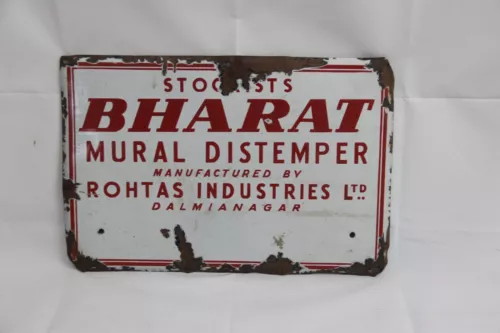 STOCKISTS
BHARAT
MURAL DISTEMPER
MANUFACTURED BY
ROHTAS INDUSTRIES LTD.
DALMIANAGAR